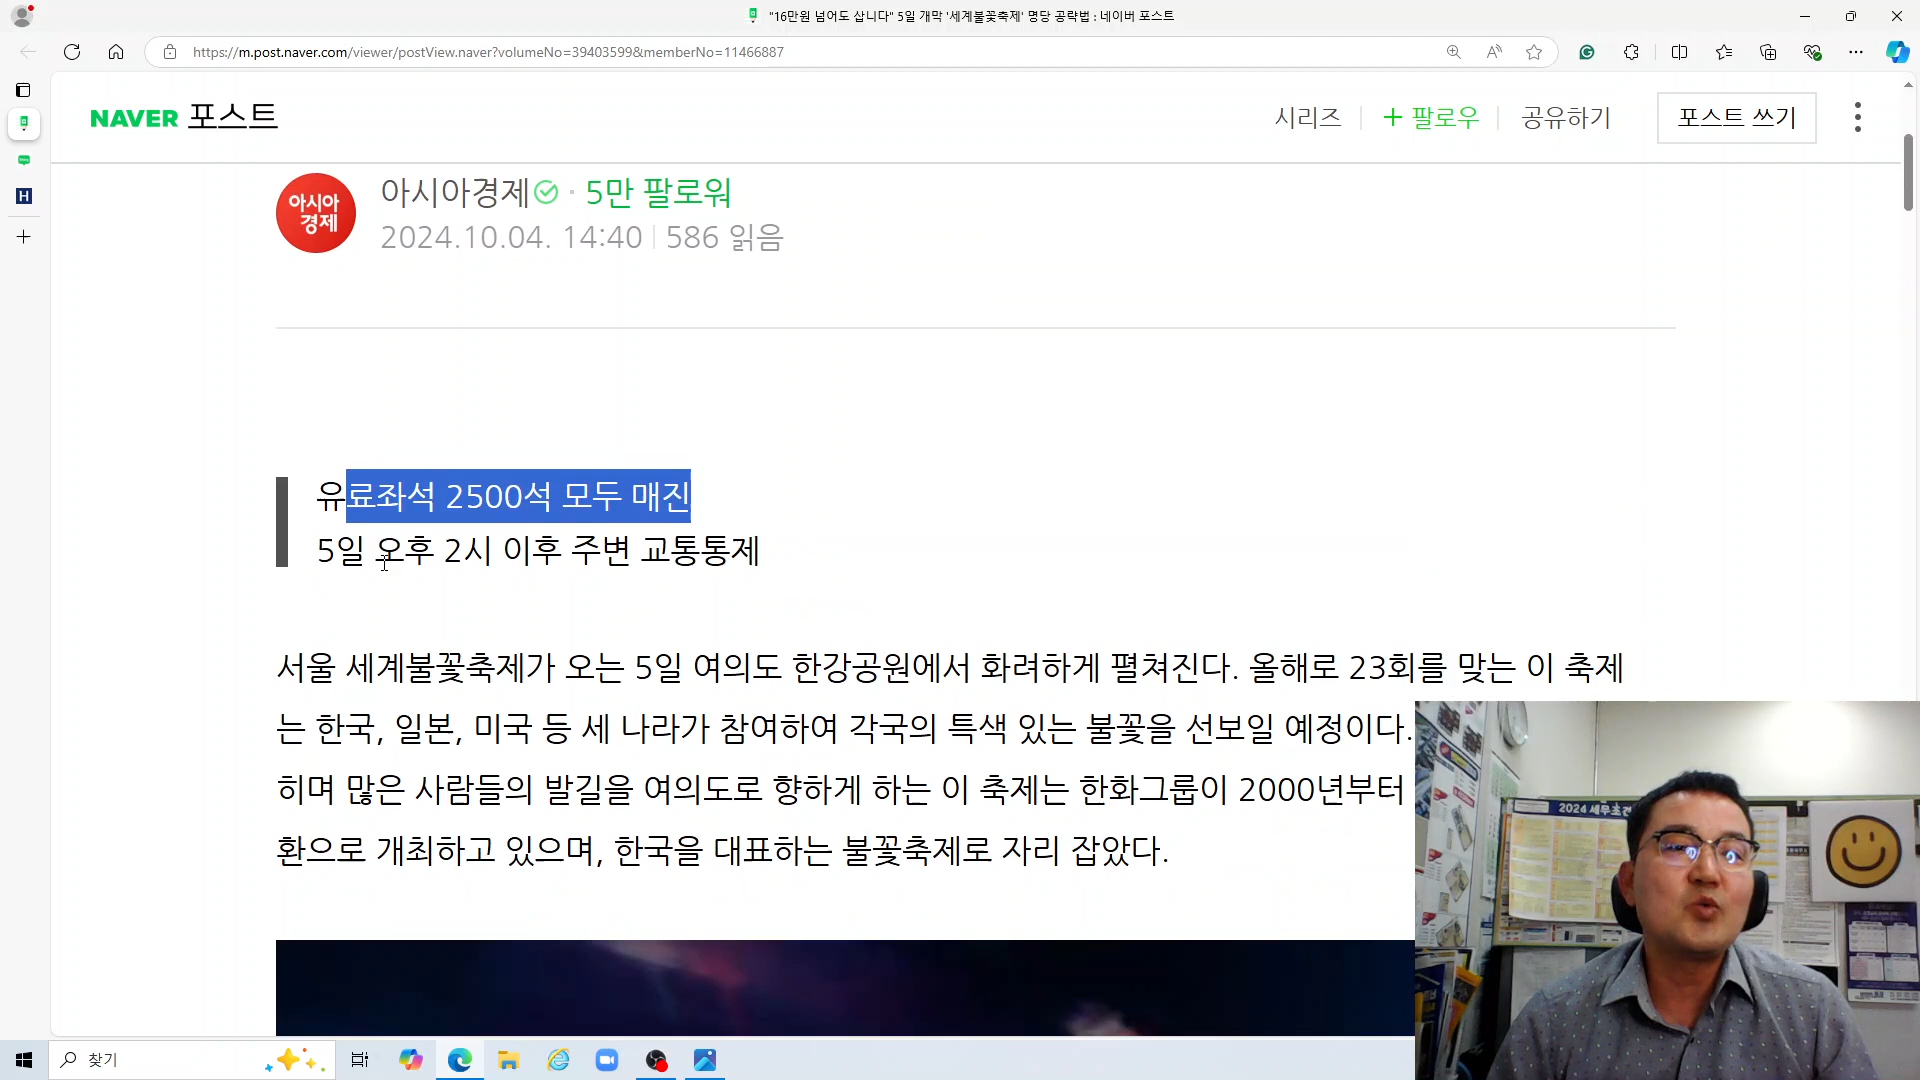 "16만원 넘어도 삽니다" 5일 개막 '세계불꽃축제' 명당 공략법 : 네이버 포스트
https://m.post.naver.com/viewer/postView.naver?volumeNo=39403599&memberNo=11466887
NAVER 포스트
시리즈
+ 팔로우
공유하기
포스트 쓰기
아시아
경제
아시아경제 · 5만 팔로워
2024.10.04. 14:40 586 읽음
유료좌석 2500석 모두 매진
5일 오후 2시 이후 주변 교통통제
서울 세계불꽃축제가 오는 5일 여의도 한강공원에서 화려하게 펼쳐진다. 올해로 23회를 맞는 이 축제
는 한국, 일본, 미국 등 세 나라가 참여하여 각국의 특색 있는 불꽃을 선보일 예정이다.
히며 많은 사람들의 발길을 여의도로 향하게 하는 이 축제는 한화그룹이 2000년부터
환으로 개최하고 있으며, 한국을 대표하는 불꽃축제로 자리 잡았다.
H
2024 세무조견
찾기